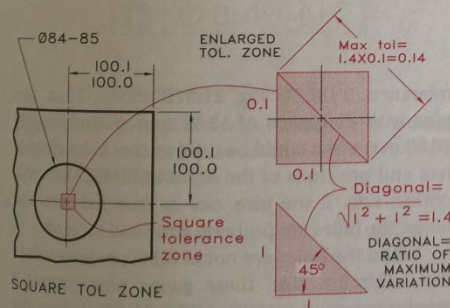 Ø84-85
100.1
100.0
ENLARGED
TOL. ZONE
Max tol=
1.4X0.1=0.14
0.1
0.1
100.1
100.0
Square
tolerance
zone
SQUARE TOL ZONE
Diagonal=
√1² + 1² =1.4
1
1
45°
DIAGONAL=
RATIO OF
MAXIMUM
VARIATION